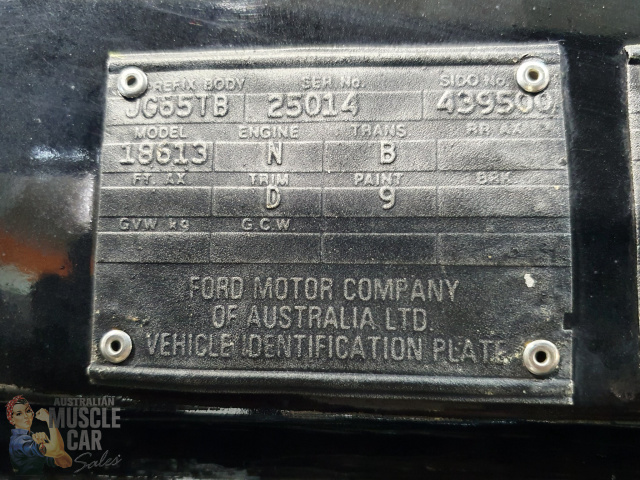 PREFIX BODY SER No. SIDO No.
JG65TB 25014 439500
MODEL ENGINE TRANS RR. AX
18613 N B
FT. AX TRIM PAINT BRK
D 9
GVW kg G.C.W.
FORD MOTOR COMPANY
OF AUSTRALIA LTD.
VEHICLE IDENTIFICATION PLATE
AUSTRALIAN
MUSCLE
CAR
Sales